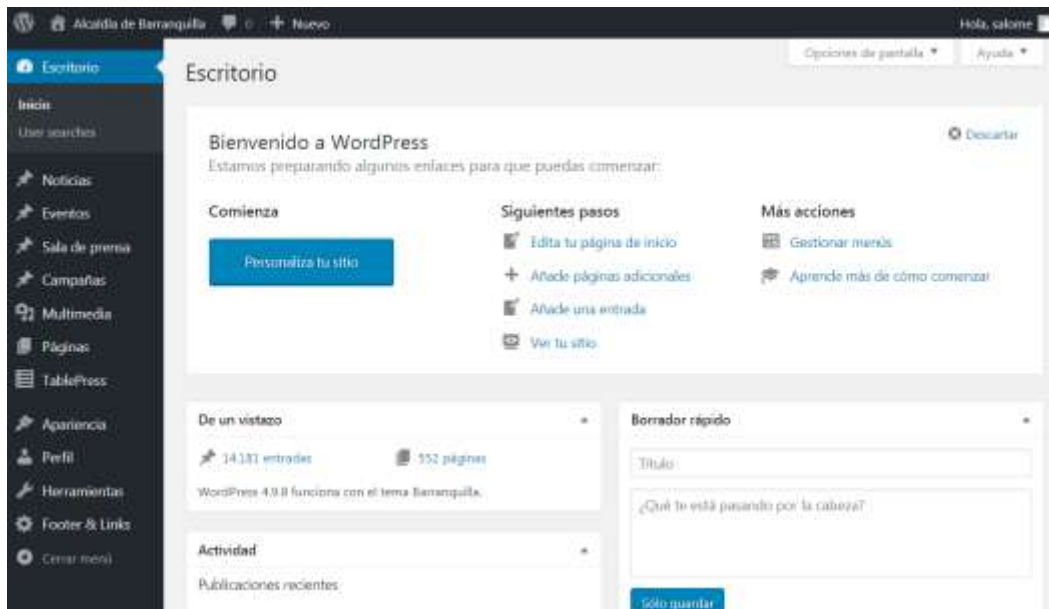 Alcaldía de Barranquilla 0 + Nuevo
Hola, salome
Opciones de pantalla
Ayuda
Escritorio
Inicio
User searches
Noticias
Eventos
Sala de prensa
Campañas
Multimedia
Páginas
TablePress
Apariencia
Perfil
Herramientas
Footer & Links
Cerrar menú
Escritorio
Bienvenido a WordPress
Descartar
Estamos preparando algunos enlaces para que puedas comenzar:
Comienza
Personaliza tu sitio
Siguientes pasos
Edita tu página de inicio
Añade páginas adicionales
Añade una entrada
Ver tu sitio
Más acciones
Gestionar menús
Aprende más de cómo comenzar
De un vistazo
14.181 entradas
552 páginas
WordPress 4.9.8 funciona con el tema Barranquilla.
Actividad
Publicaciones recientes
Borrador rápido
Título
¿Qué te está pasando por la cabeza?
Sólo guardar